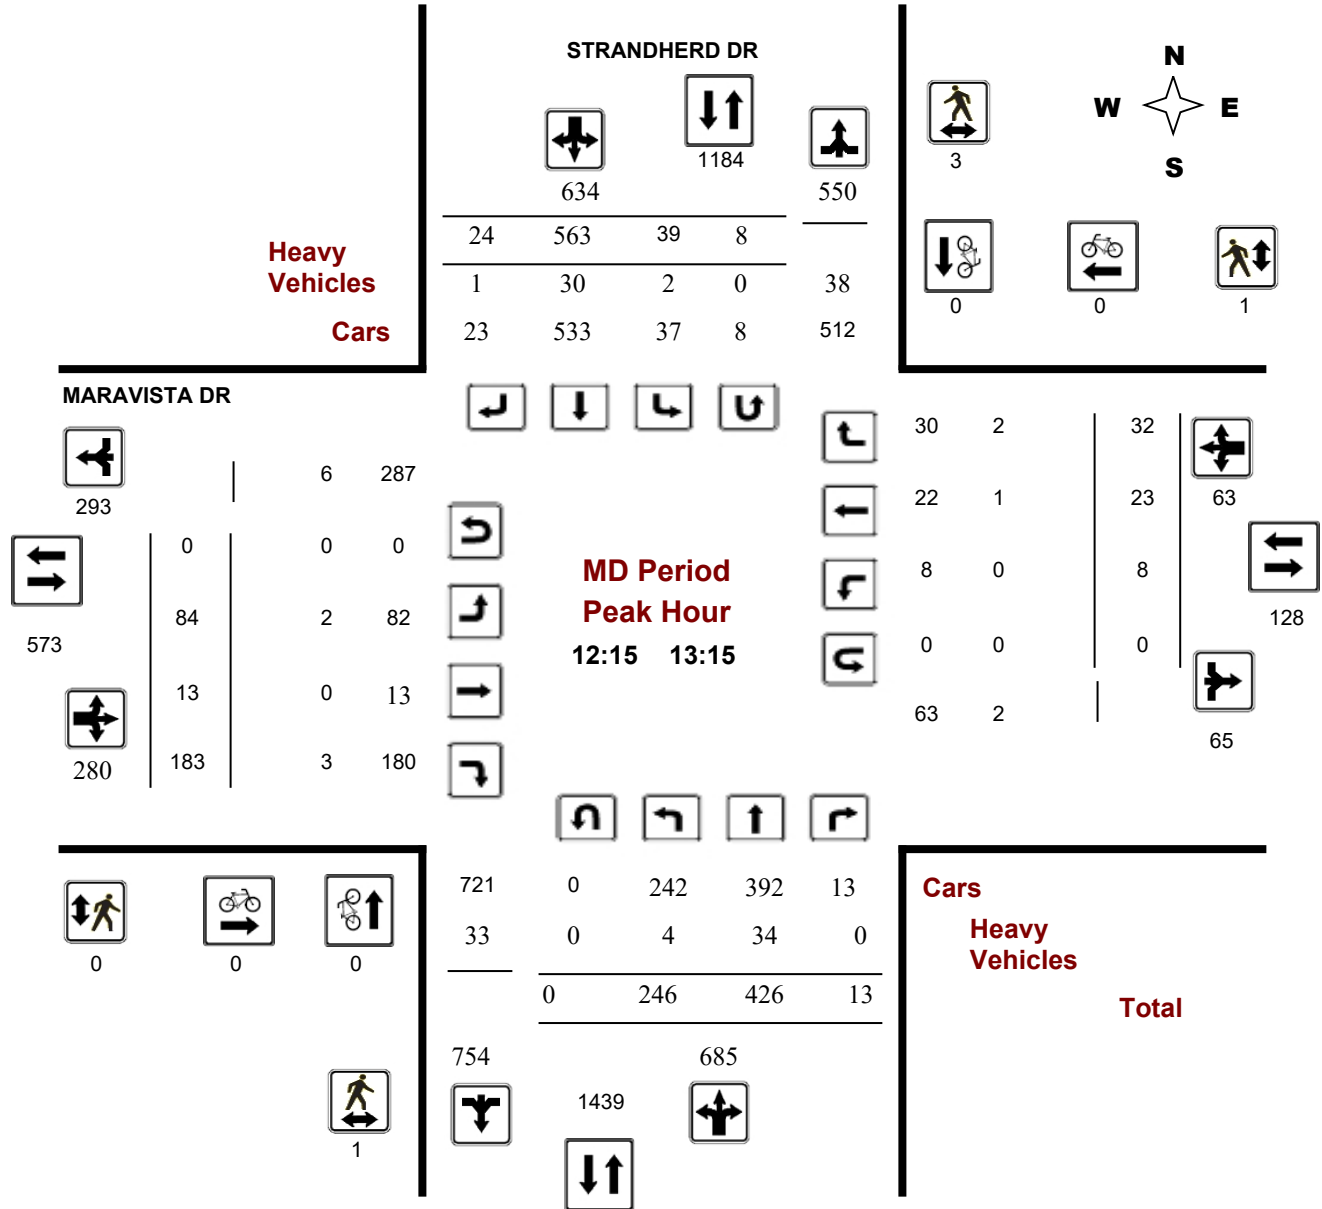 STRANDHERD DR
N
W E
S
1184
3
634
550
24 563 39 8
Heavy
Vehicles
1 30 2 0 38
0 0 1
Cars
23 533 37 8 512
MARAVISTA DR
30 2 32
6 287
293
22 1 23 63
0 0 0
MD Period
8 0 8
Peak Hour
84 2 82
128
573
12:15 13:15
0 0 0
13 0 13
63 2
65
280
183 3 180
721 0 242 392 13
Cars
33 0 4 34 0
Heavy
Vehicles
0 0 0
0 246 426 13
Total
754 685
1439
1